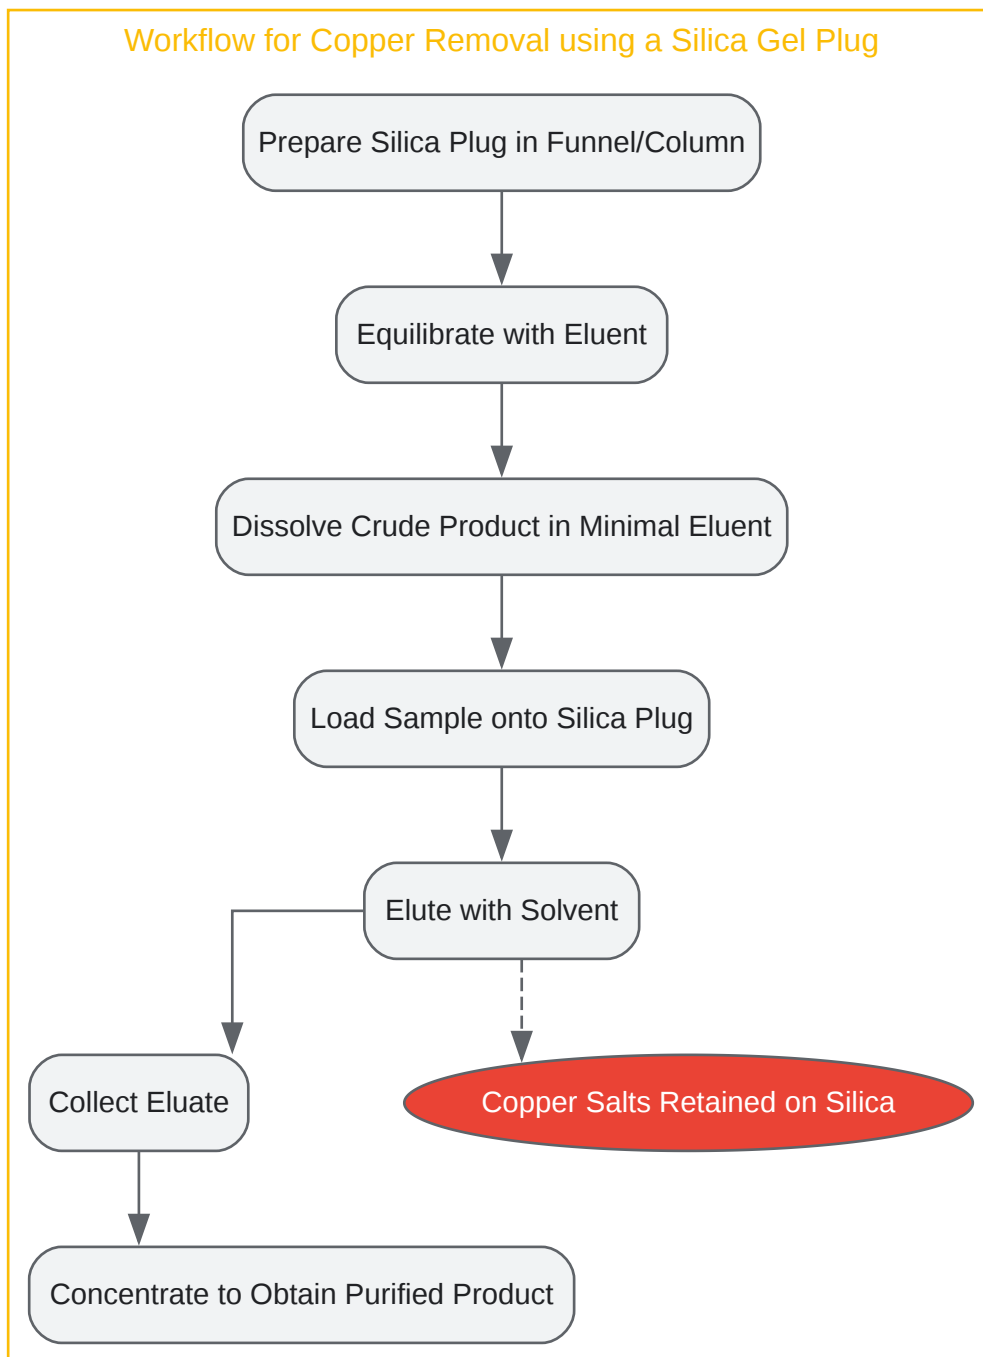 Workflow for Copper Removal using a Silica Gel Plug
Prepare Silica Plug in Funnel/Column
Equilibrate with Eluent
Dissolve Crude Product in Minimal Eluent
Load Sample onto Silica Plug
Elute with Solvent
Collect Eluate
Copper Salts Retained on Silica
Concentrate to Obtain Purified Product